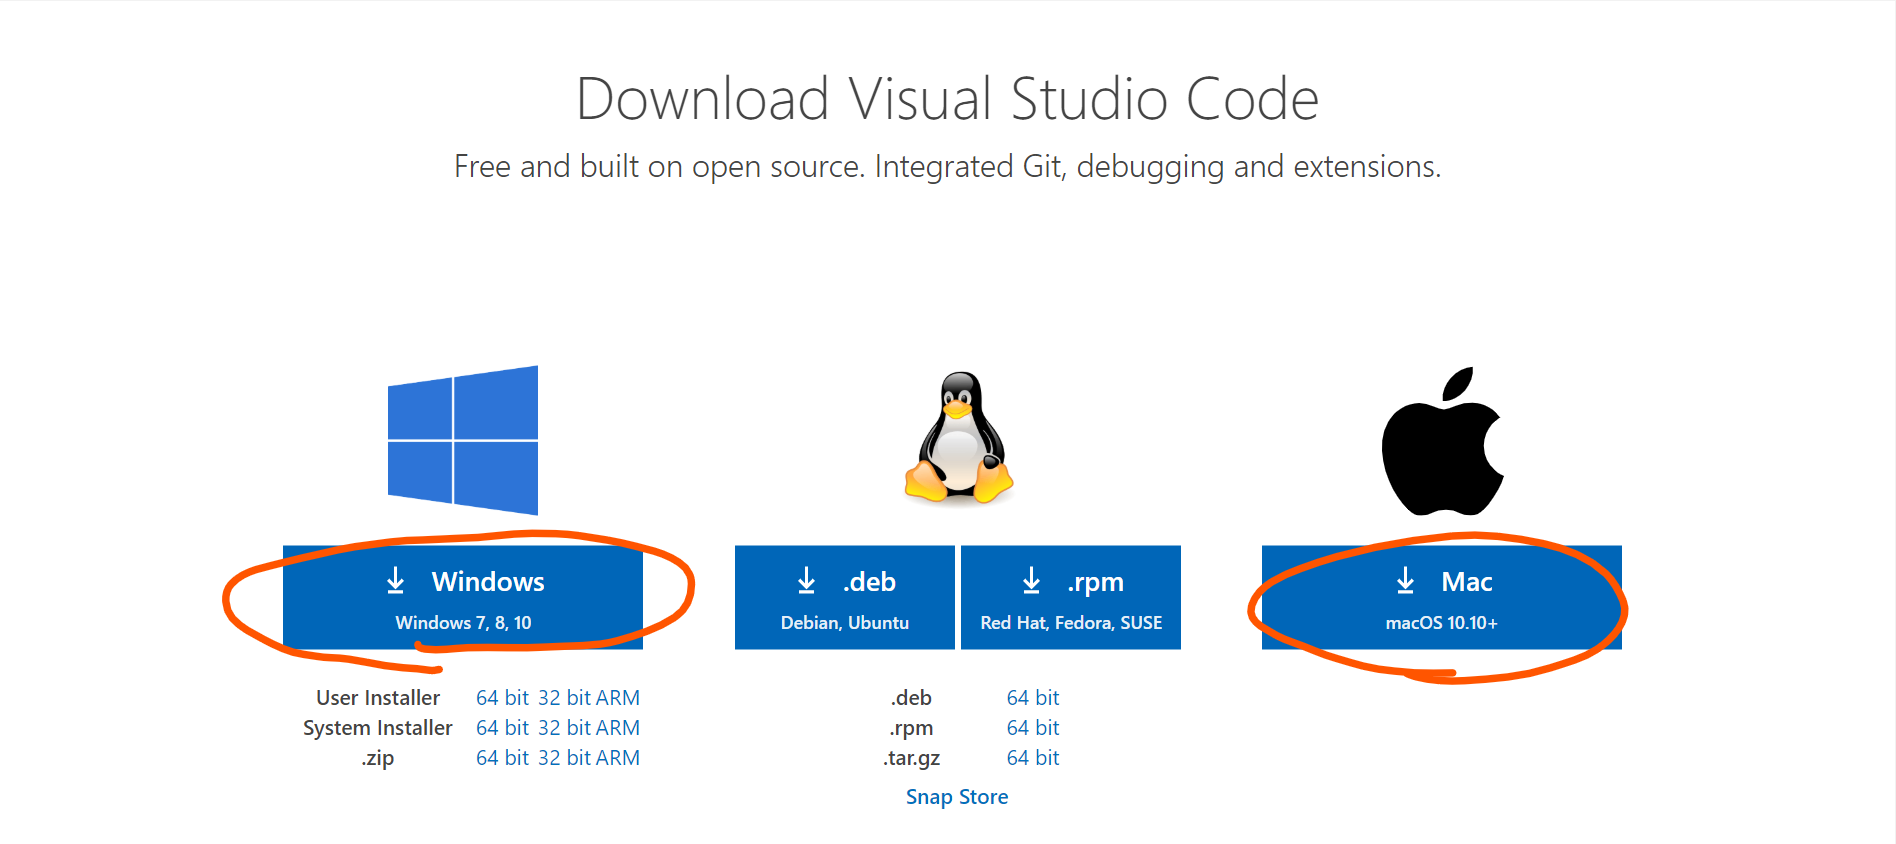 Download Visual Studio Code
Free and built on open source. Integrated Git, debugging and extensions.
Windows
Windows 7, 8, 10
User Installer 64 bit 32 bit ARM
System Installer 64 bit 32 bit ARM
.zip 64 bit 32 bit ARM
.deb
Debian, Ubuntu
.rpm
Red Hat, Fedora, SUSE
.deb 64 bit
.rpm 64 bit
.tar.gz 64 bit
Snap Store
Mac
macOS 10.10+